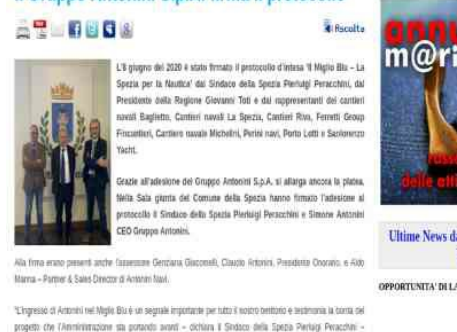 Ascolta
L'8 giugno del 2020 è stato firmato il protocollo d'intesa 'Il Miglio Blu – La
Spezia per la Nautica' dal Sindaco della Spezia Pierluigi Peracchini, dal
Presidente della Regione Giovanni Toti e dai rappresentanti dei cantieri
navali Baglietto, Cantieri navali La Spezia, Cantieri Riva, Ferretti Group
Fincantieri, Cantiere navale Michelini, Perini navi, Porto Lotti e Sanlorenzo
Yacht.
Grazie all'adesione del Gruppo Antonini S.p.A. si allarga ancora la platea.
Nella Sala giunta del Comune della Spezia hanno firmato l'adesione al
protocollo il Sindaco della Spezia Pierluigi Peracchini e Simone Antonini
CEO Gruppo Antonini.
Alla firma erano presenti anche l'assessore Genziana Giacomelli, Claudio Antonini, Presidente Onorario, e Aldo
Manna – Partner & Sales Director di Antonini Navi.
"L'ingresso di Antonini nel Miglio Blu è un segnale importante per tutto il nostro territorio e testimonia la bontà del
progetto che l'Amministrazione sta portando avanti – dichiara il Sindaco della Spezia Pierluigi Peracchini –
m@ri
delle atti
Ultime News da
OPPORTUNITA' DI LA